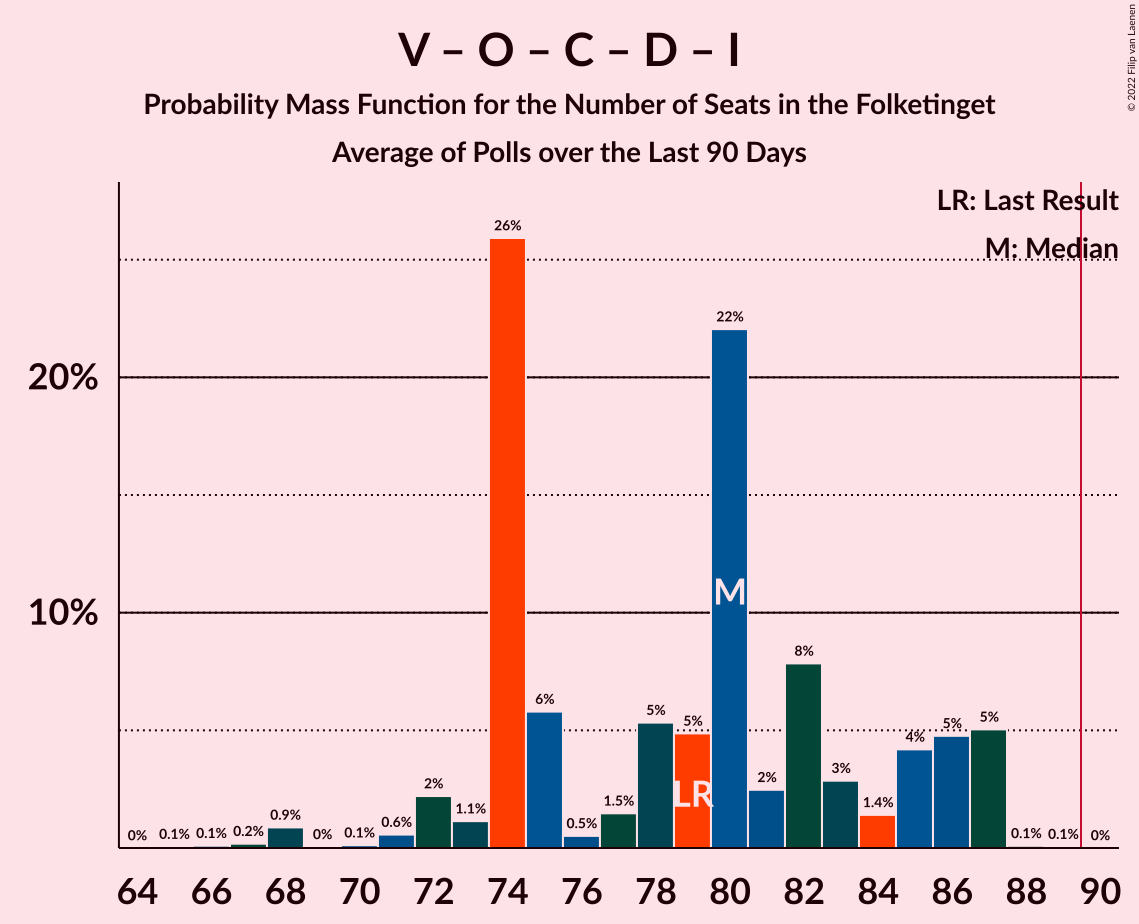 V – O – C – D – I
Probability Mass Function for the Number of Seats in the Folketinget
Average of Polls over the Last 90 Days
© 2022 Filip van Laenen
LR: Last Result
M: Median
20%
10%
0% 0.1% 0.1% 0.2% 0.9% 0% 0.1% 0.6% 2% 1.1% 26% 6% 0.5% 1.5% 5% 5% 22% 2% 8% 3% 1.4% 4% 5% 5% 0.1% 0.1% 0%
M
LR
64 66 68 70 72 74 76 78 80 82 84 86 88 90